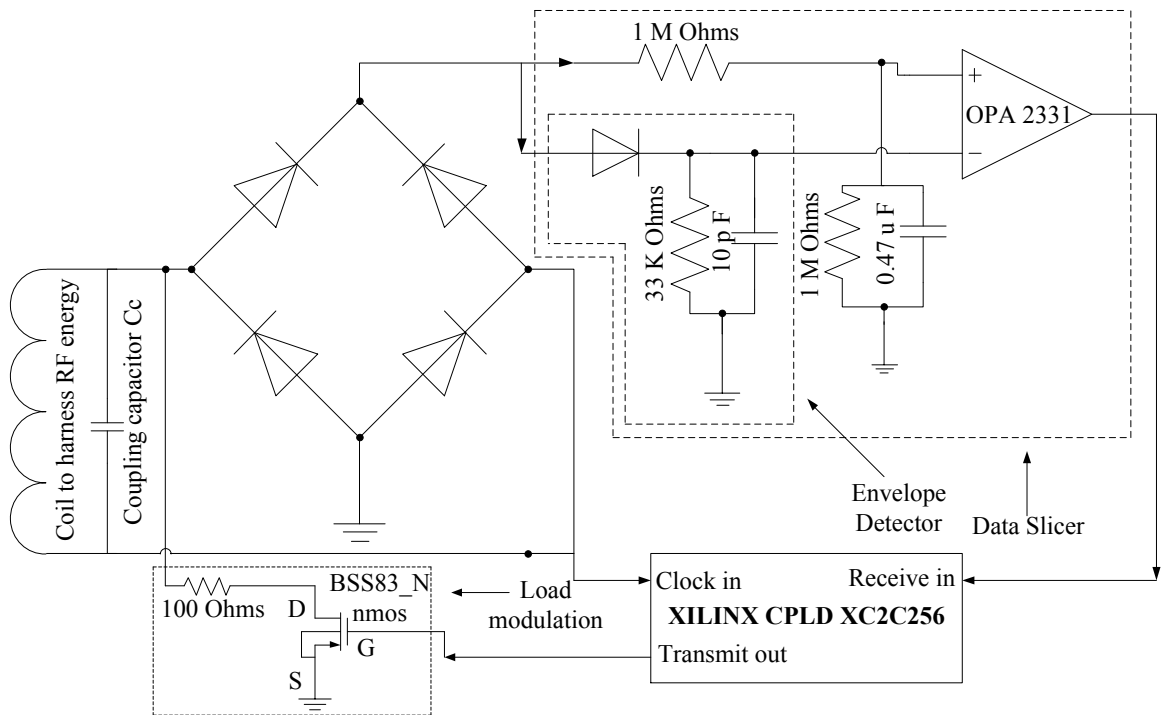 1 M Ohms
+
OPA 2331
−
33 K Ohms
10 p F
1 M Ohms
0.47 u F
Coil to harness RF energy
Coupling capacitor Cc
Envelope
Detector
Data Slicer
BSS83_N
100 Ohms
D
nmos
G
S
Load
modulation
Clock in
Receive in
XILINX CPLD XC2C256
Transmit out